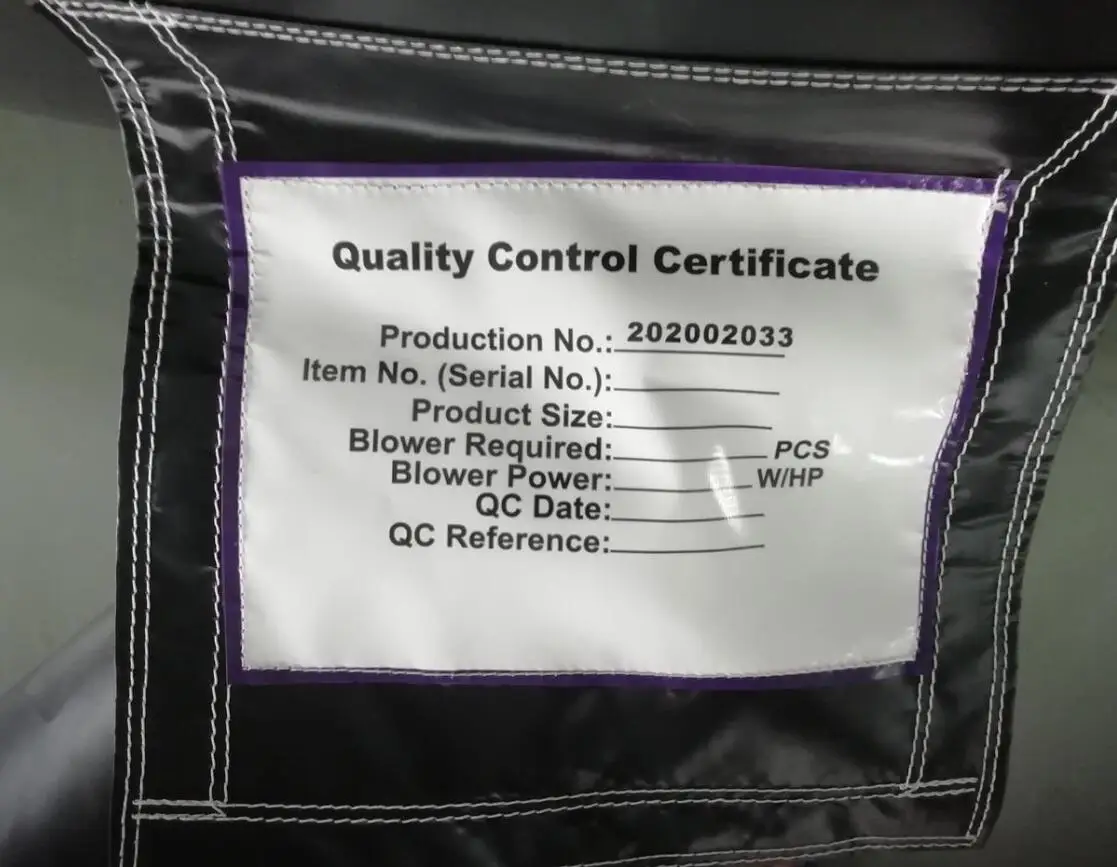 Quality Control Certificate
Production No.: 202002033
Item No. (Serial No.):
Product Size:
Blower Required: PCS
Blower Power: W/HP
QC Date:
QC Reference: